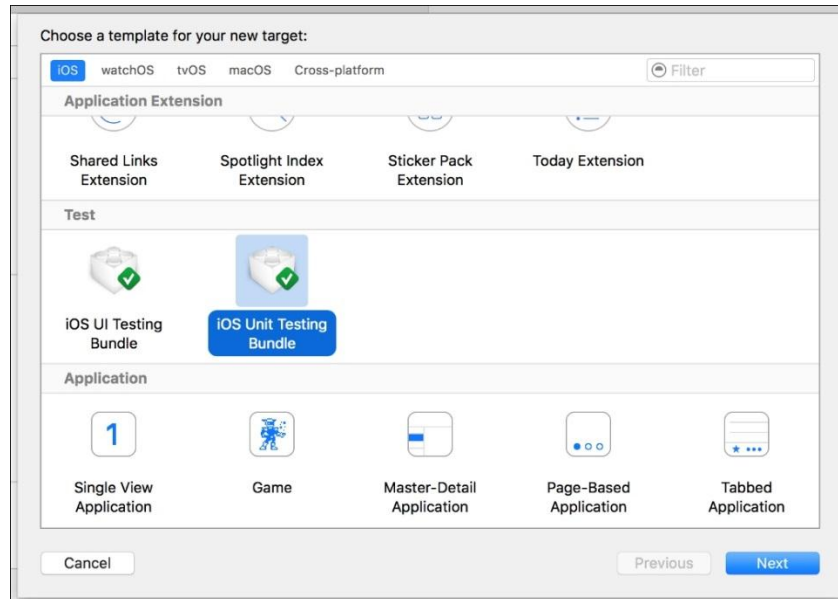 Choose a template for your new target:
iOS watchOS tvOS macOS Cross-platform Filter
Application Extension
Shared Links Spotlight Index Sticker Pack Today Extension
Extension Extension Extension
Test
iOS UI Testing iOS Unit Testing
Bundle Bundle
Application
1
Single View Game Master-Detail Page-Based Tabbed
Application Application Application Application
Cancel Previous Next